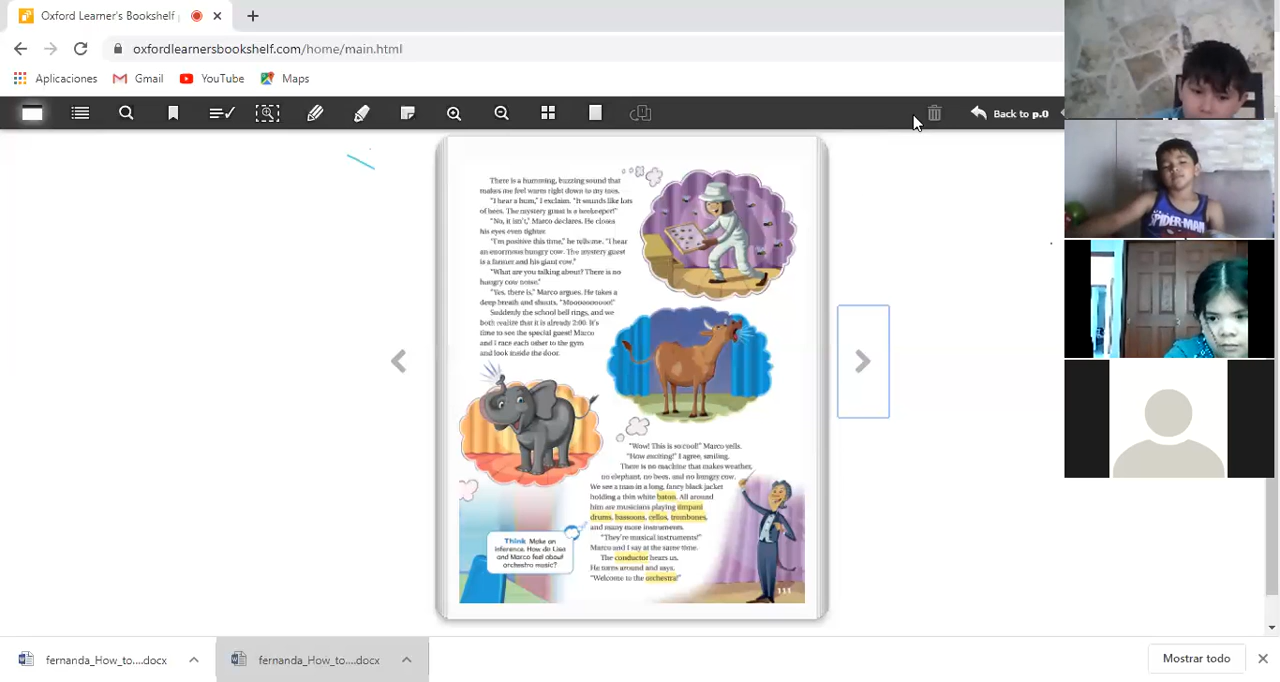 Oxford Learner's Bookshelf
oxfordlearnersbookshelf.com/home/main.html
Aplicaciones Gmail YouTube Maps
Back to p.0
There is a humming, buzzing sound that
makes me feel warm right down to my toes.
"I hear a hum," I exclaim. "It sounds like lots
of bees. The mystery guest is a beekeeper!"
"No, it isn't," Marco declares. He closes
his eyes even tighter.
"I'm positive this time," he tells me. "I hear
an enormous hungry cow. The mystery guest
is a farmer and his giant cow."
"What are you talking about? There is no
hungry cow noise."
"Yes, there is," Marco argues. He takes a
deep breath and shouts, "Mooooooooo!"
Suddenly the school bell rings, and we
both realize that it is already 2:00. It's
time to see the special guest! Marco
and I race each other to the gym
and look inside the door.
"Wow! This is so cool!" Marco yells.
"How exciting!" I agree, smiling.
There is no machine that makes weather,
no elephant, no bees, and no hungry cow.
We see a man in a long, fancy black jacket
holding a thin white baton. All around
him are musicians playing timpani
drums, bassoons, cellos, trombones,
and many more instruments.
"They're musical instruments!"
Marco and I say at the same time.
The conductor hears us.
He turns around and says,
"Welcome to the orchestra!"
Think Make an
inference. How do Lisa
and Marco feel about
orchestra music?
111
SPIDER-MAN
fernanda_How_to....docx fernanda_How_to....docx Mostrar todo